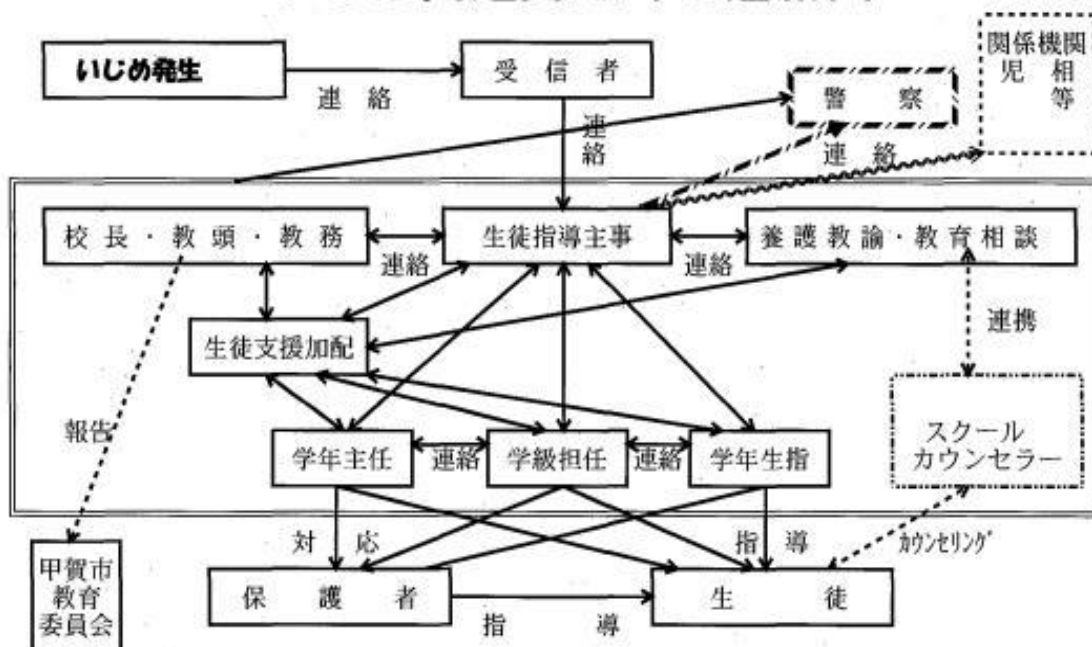 いじめ発生
連絡
受信者
連絡
警察
連絡
関係機関
児相
等
校長・教頭・教務
連絡
生徒指導主事
連絡
養護教諭・教育相談
生徒支援加配
連携
報告
学年主任
連絡
学級担任
連絡
学年生指
スクール
カウンセラー
対応
指導
カウンセリング
甲賀市
教育
委員会
保護者
指導
生徒